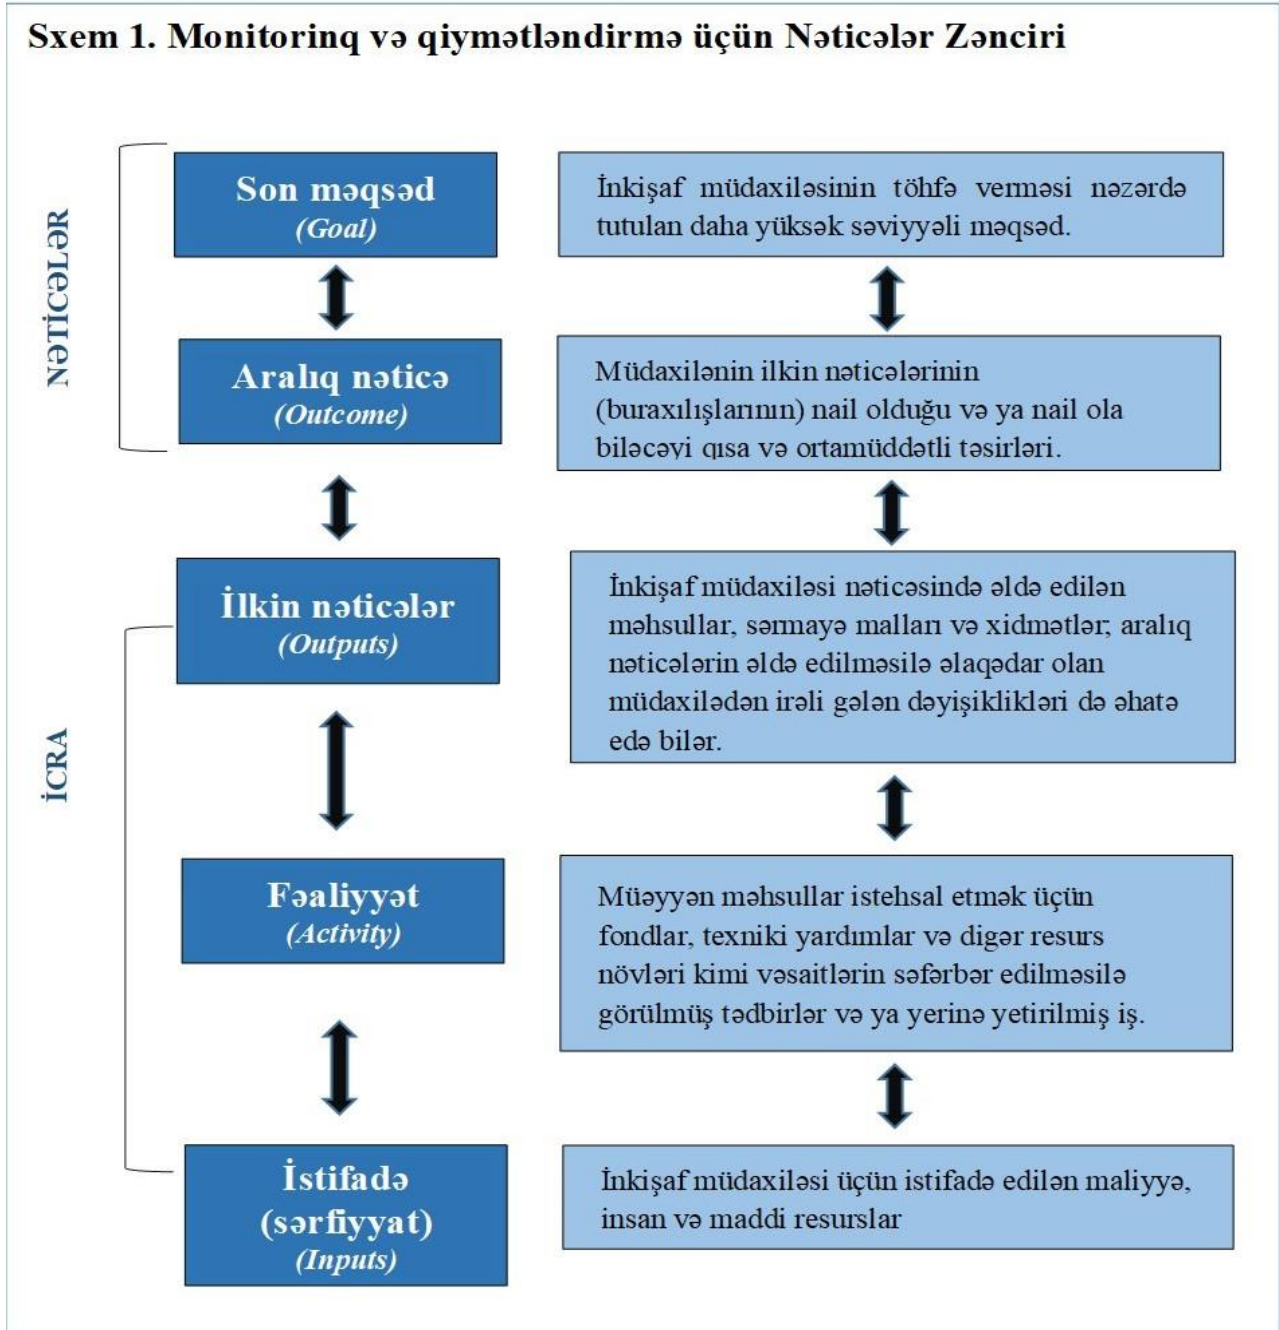 Sxem 1. Monitorinq və qiymətləndirmə üçün Nəticələr Zənciri
NƏTİCƏLƏR
Son məqsəd
(Goal)
İnkişaf müdaxiləsinin töhfə verməsi nəzərdə
tutulan daha yüksək səviyyəli məqsəd.
Aralıq nəticə
(Outcome)
Müdaxilənin ilkin nəticələrinin
(buraxılışlarının) nail olduğu və ya nail ola
biləcəyi qısa və ortamüddətli təsirləri.
İCRA
İlkin nəticələr
(Outputs)
İnkişaf müdaxiləsi nəticəsində əldə edilən
məhsullar, sərmayə malları və xidmətlər; aralıq
nəticələrin əldə edilməsilə əlaqədar olan
müdaxilədən irəli gələn dəyişiklikləri də əhatə
edə bilər.
Fəaliyyət
(Activity)
Müəyyən məhsullar istehsal etmək üçün
fondlar, texniki yardımlar və digər resurs
növləri kimi vəsaitlərin səfərbər edilməsilə
görülmüş tədbirlər və ya yerinə yetirilmiş iş.
İstifadə
(sərfiyyat)
(Inputs)
İnkişaf müdaxiləsi üçün istifadə edilən maliyyə,
insan və maddi resurslar